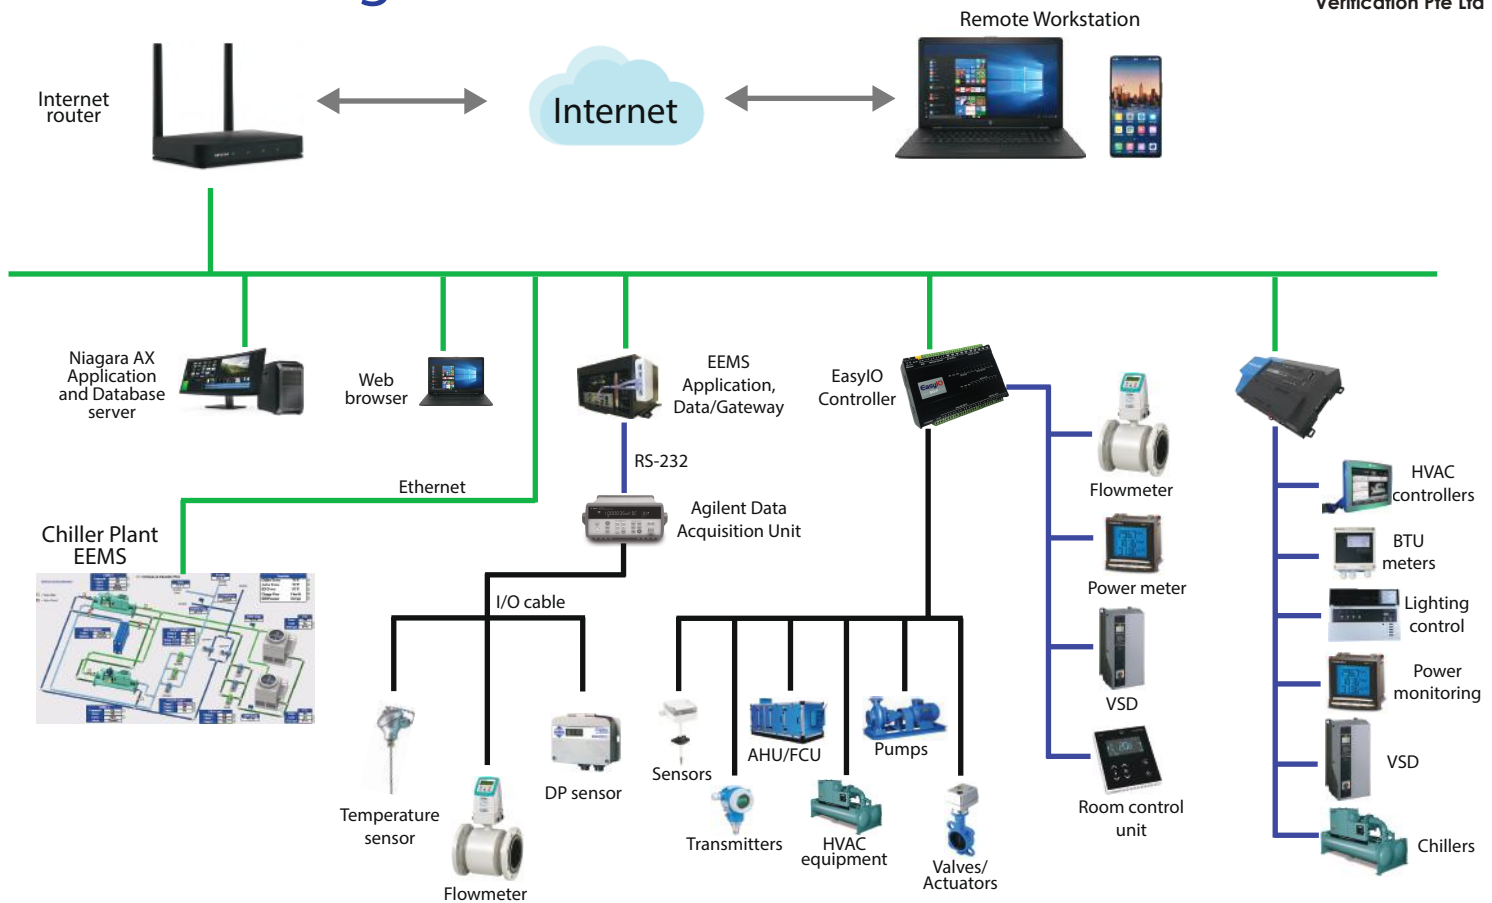 g
Verification Pte Ltd
Remote Workstation
Internet
router
Internet
Niagara AX
Application
and Database
server
Web
browser
EEMS
Application,
Data/Gateway
EasyIO
Controller
EasyIO
RS-232
Ethernet
Agilent Data
Acquisition Unit
Flowmeter
HVAC
controllers
Chiller Plant
EEMS
BTU
meters
Power meter
I/O cable
Lighting
control
Power
monitoring
VSD
Sensors
AHU/FCU
Pumps
VSD
DP sensor
Temperature
sensor
Room control
unit
Transmitters
HVAC
equipment
Valves/
Actuators
Chillers
Flowmeter